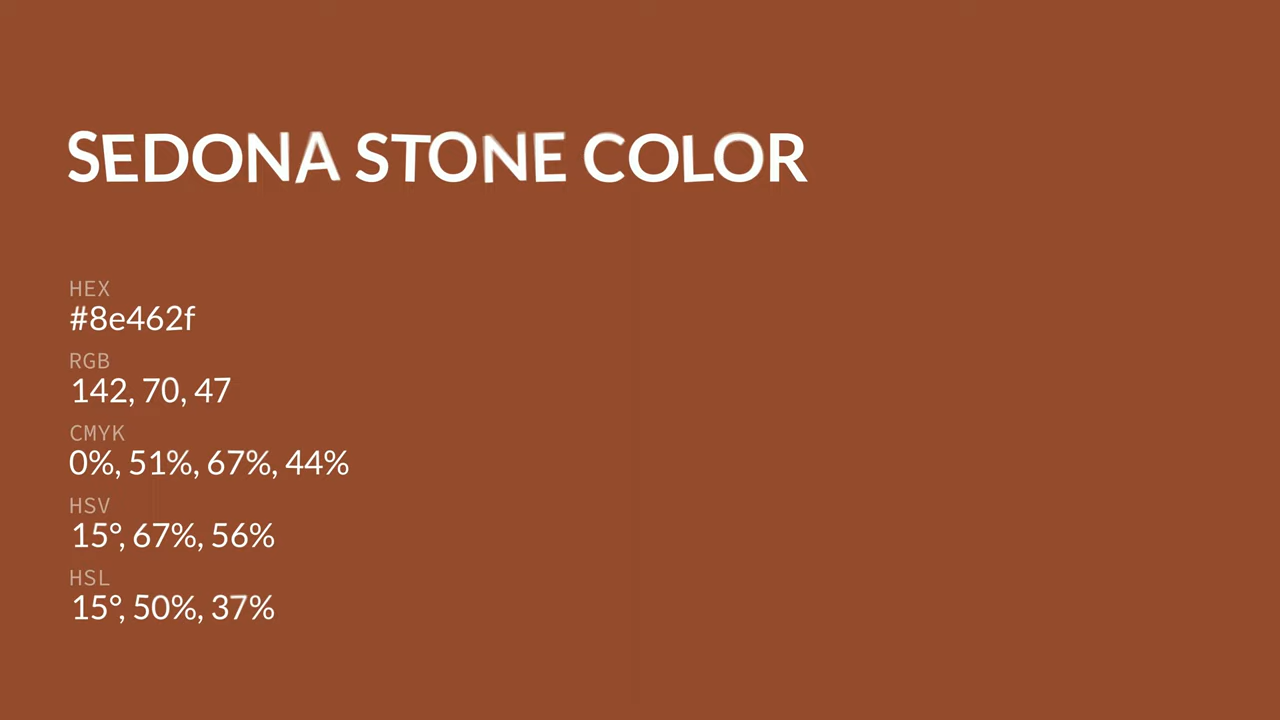 SEDONA STONE COLOR
HEX
#8e462f
RGB
142, 70, 47
CMYK
0%, 51%, 67%, 44%
HSV
15°, 67%, 56%
HSL
15°, 50%, 37%